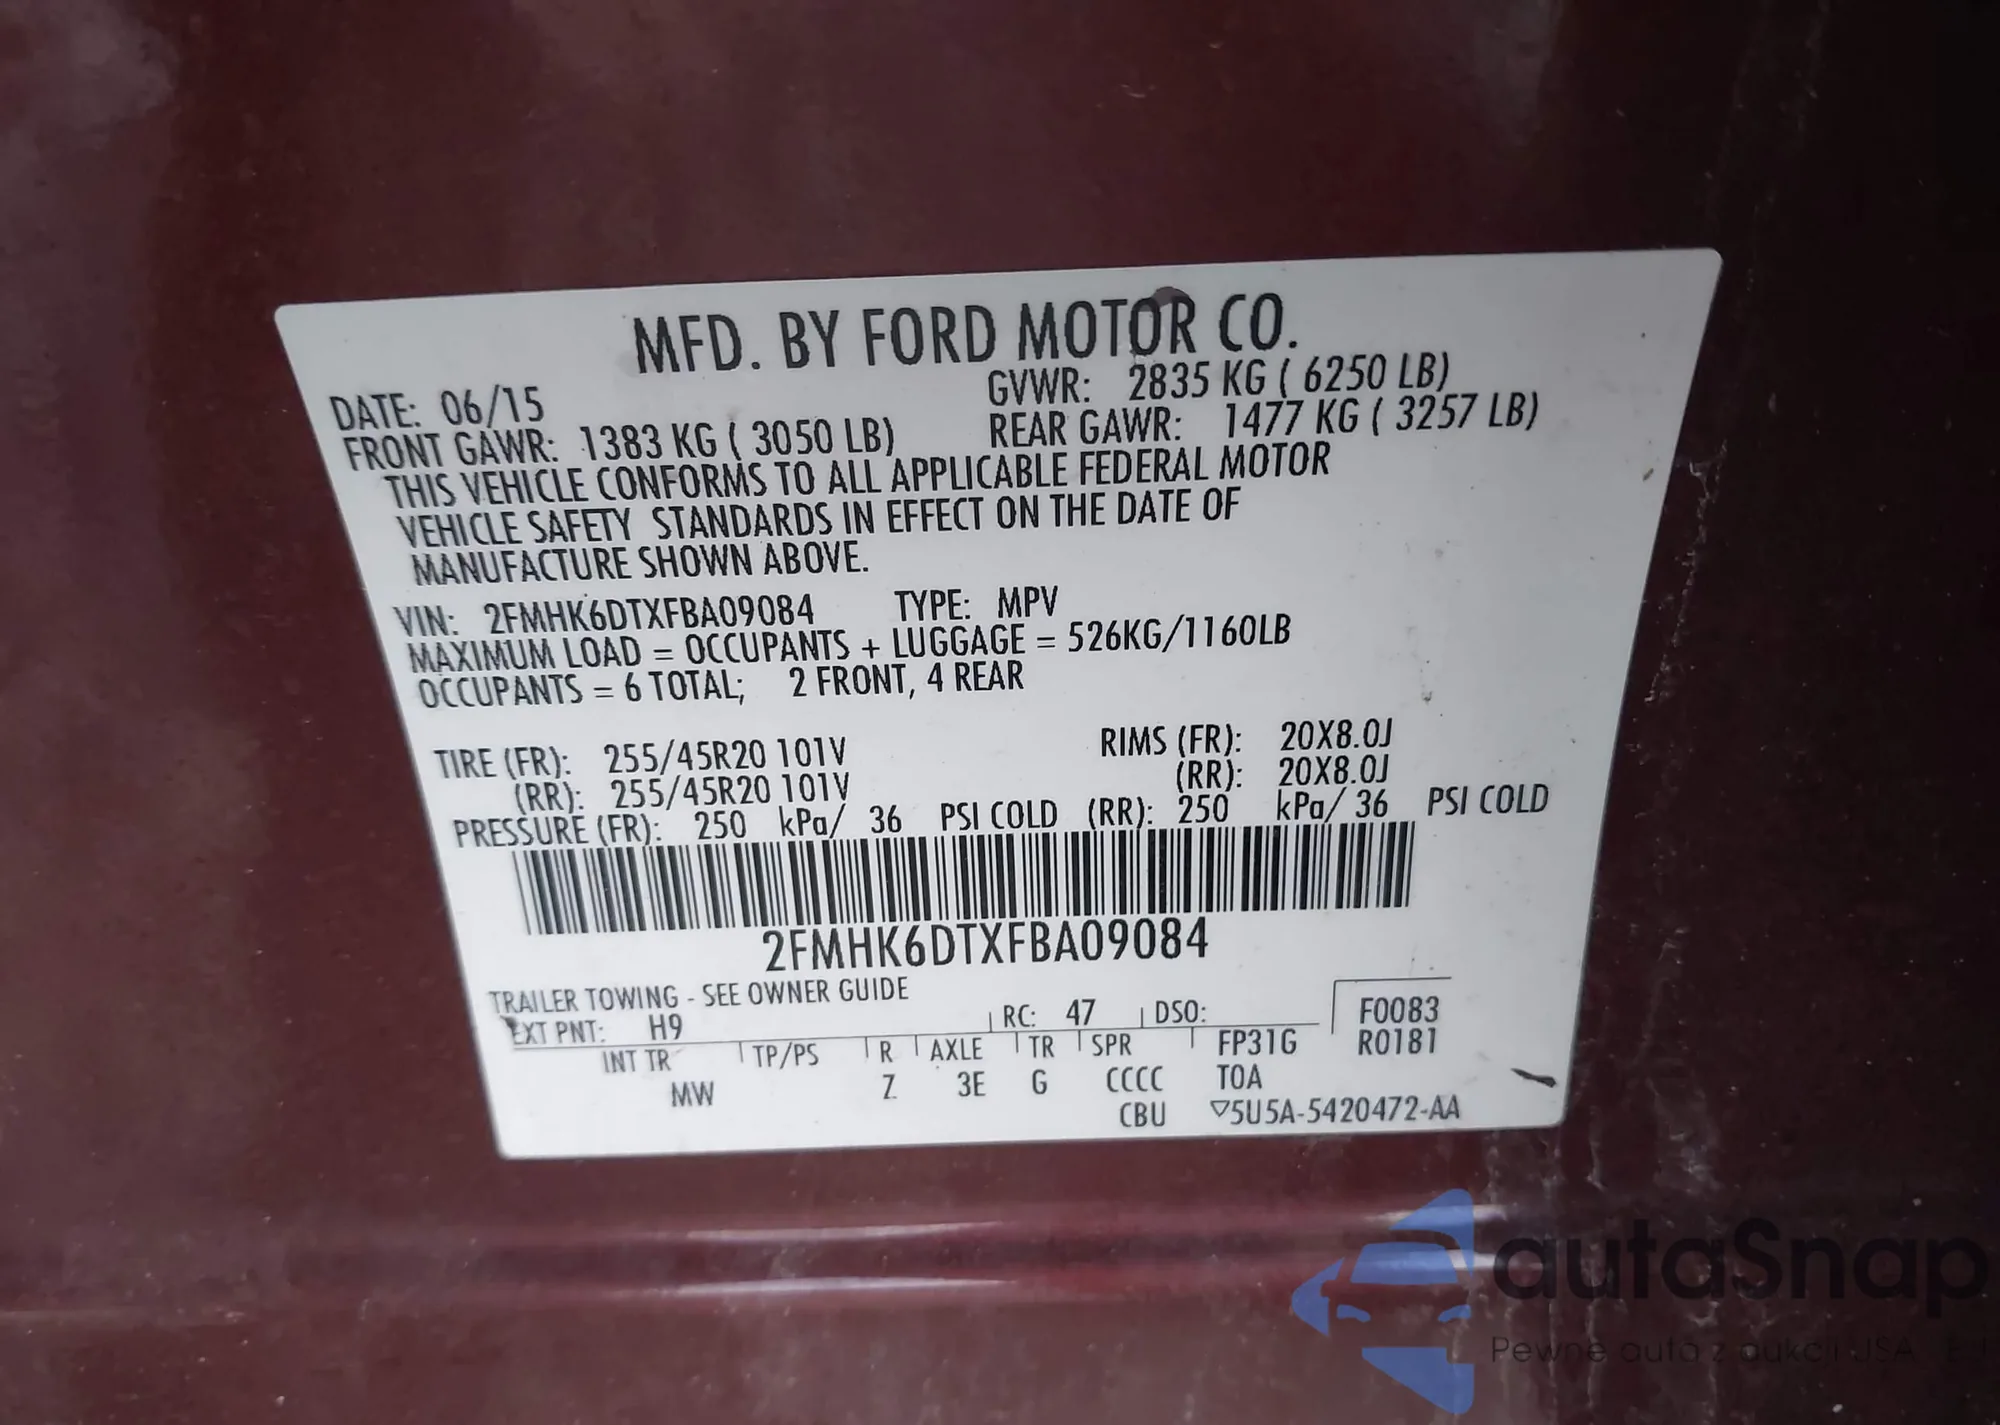 MFD. BY FORD MOTOR CO.
DATE: 06/15 GVWR: 2835 KG ( 6250 LB)
FRONT GAWR: 1383 KG ( 3050 LB) REAR GAWR: 1477 KG ( 3257 LB)
THIS VEHICLE CONFORMS TO ALL APPLICABLE FEDERAL MOTOR
VEHICLE SAFETY STANDARDS IN EFFECT ON THE DATE OF
MANUFACTURE SHOWN ABOVE.
VIN: 2FMHK6DTXFBA09084 TYPE: MPV
MAXIMUM LOAD = OCCUPANTS + LUGGAGE = 526KG/1160LB
OCCUPANTS = 6 TOTAL; 2 FRONT, 4 REAR
TIRE (FR): 255/45R20 101V RIMS (FR): 20X8.0J
(RR): 255/45R20 101V (RR): 20X8.0J
PRESSURE (FR): 250 kPa/ 36 PSI COLD (RR): 250 kPa/ 36 PSI COLD
2FMHK6DTXFBA09084
TRAILER TOWING - SEE OWNER GUIDE
EXT PNT: H9 RC: 47 DSO: F0083
INT TR TP/PS R AXLE TR SPR FP31G R0181
MW Z 3E G CCCC TOA
CBU ▽5U5A-5420472-AA
autaSnap
Pewne auta z aukcji USA